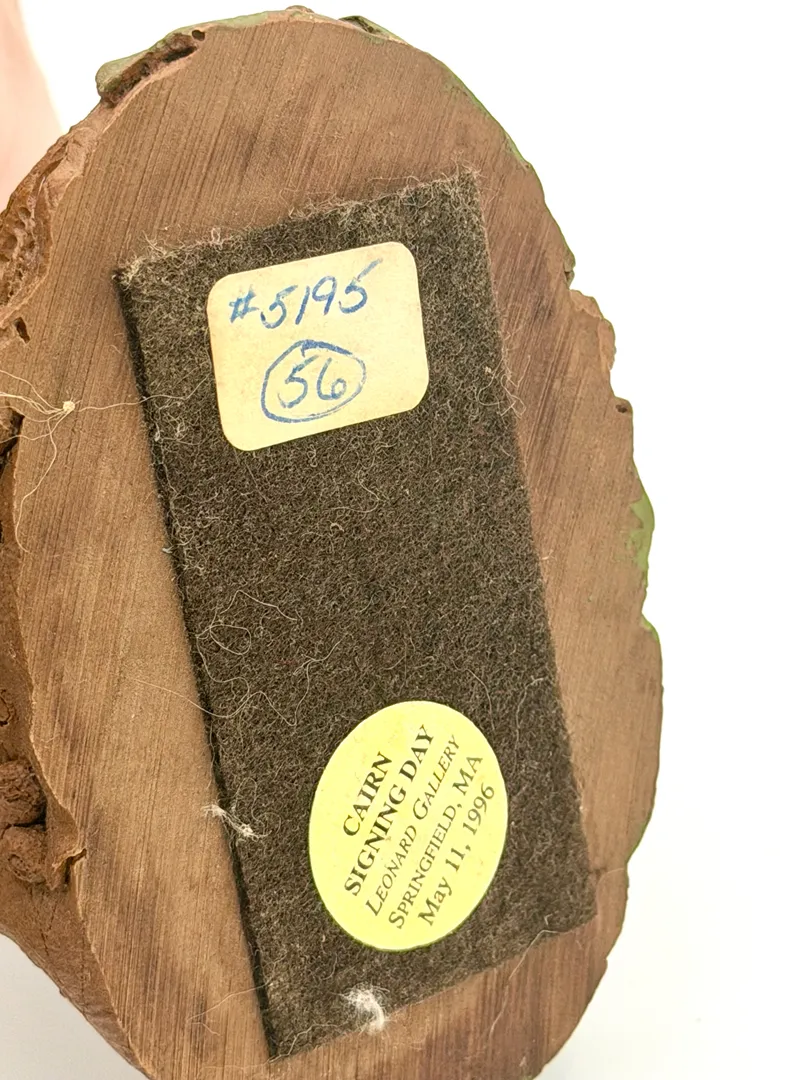 #5195
56
CAIRN
SIGNING DAY
LEONARD GALLERY
SPRINGFIELD, MA
May 11, 1996